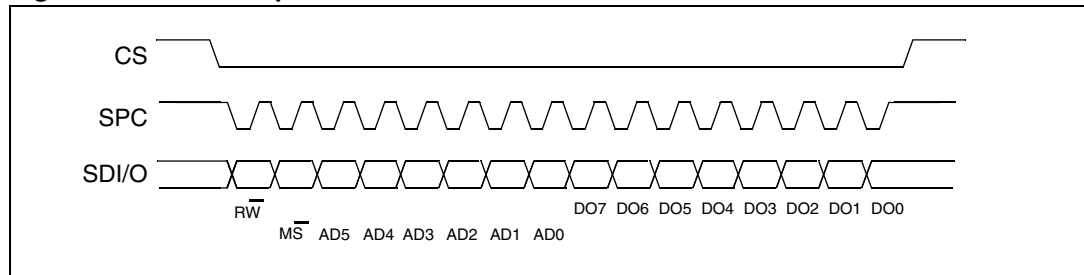 CS
SPC
SDI/O
RW̅
DO7 DO6 DO5 DO4 DO3 DO2 DO1 DO0
MS̅ AD5 AD4 AD3 AD2 AD1 AD0